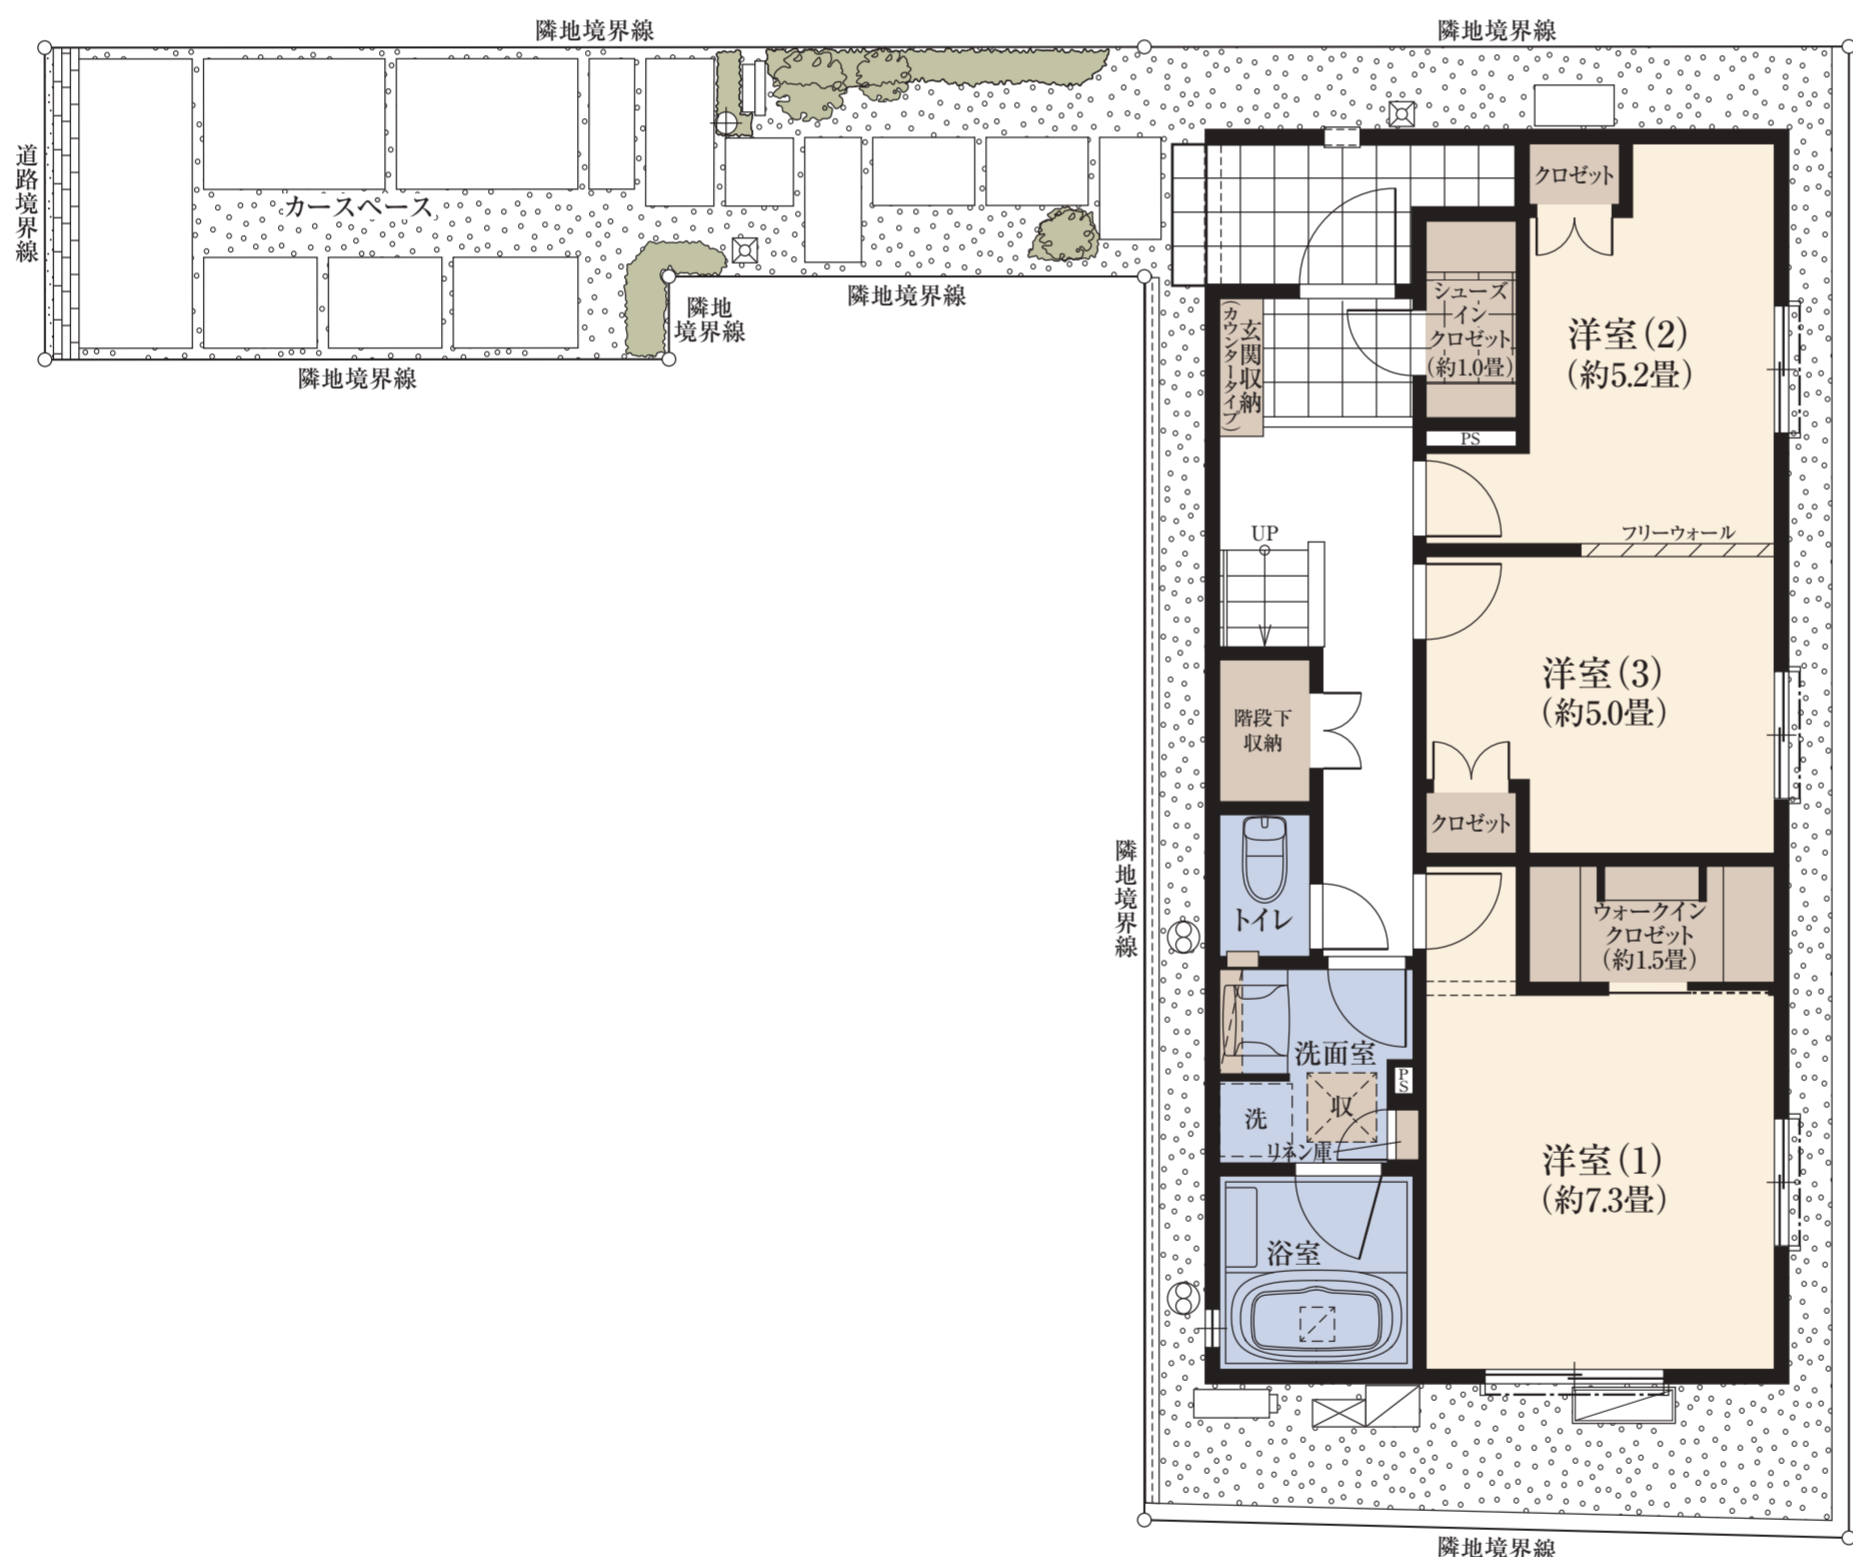 隣地境界線
隣地境界線
道路境界線
カースペース
隣地境界線
隣地
境界線
隣地境界線
クロゼット
シューズ
イン
クロゼット
(約1.0畳)
玄関収納
(カウンタータイプ)
洋室(2)
(約5.2畳)
PS
フリーウォール
UP
洋室(3)
(約5.0畳)
階段下
収納
クロゼット
隣地境界線
トイレ
ウォークイン
クロゼット
(約1.5畳)
洗面室
PS
洗
収
リネン庫
洋室(1)
(約7.3畳)
浴室
隣地境界線